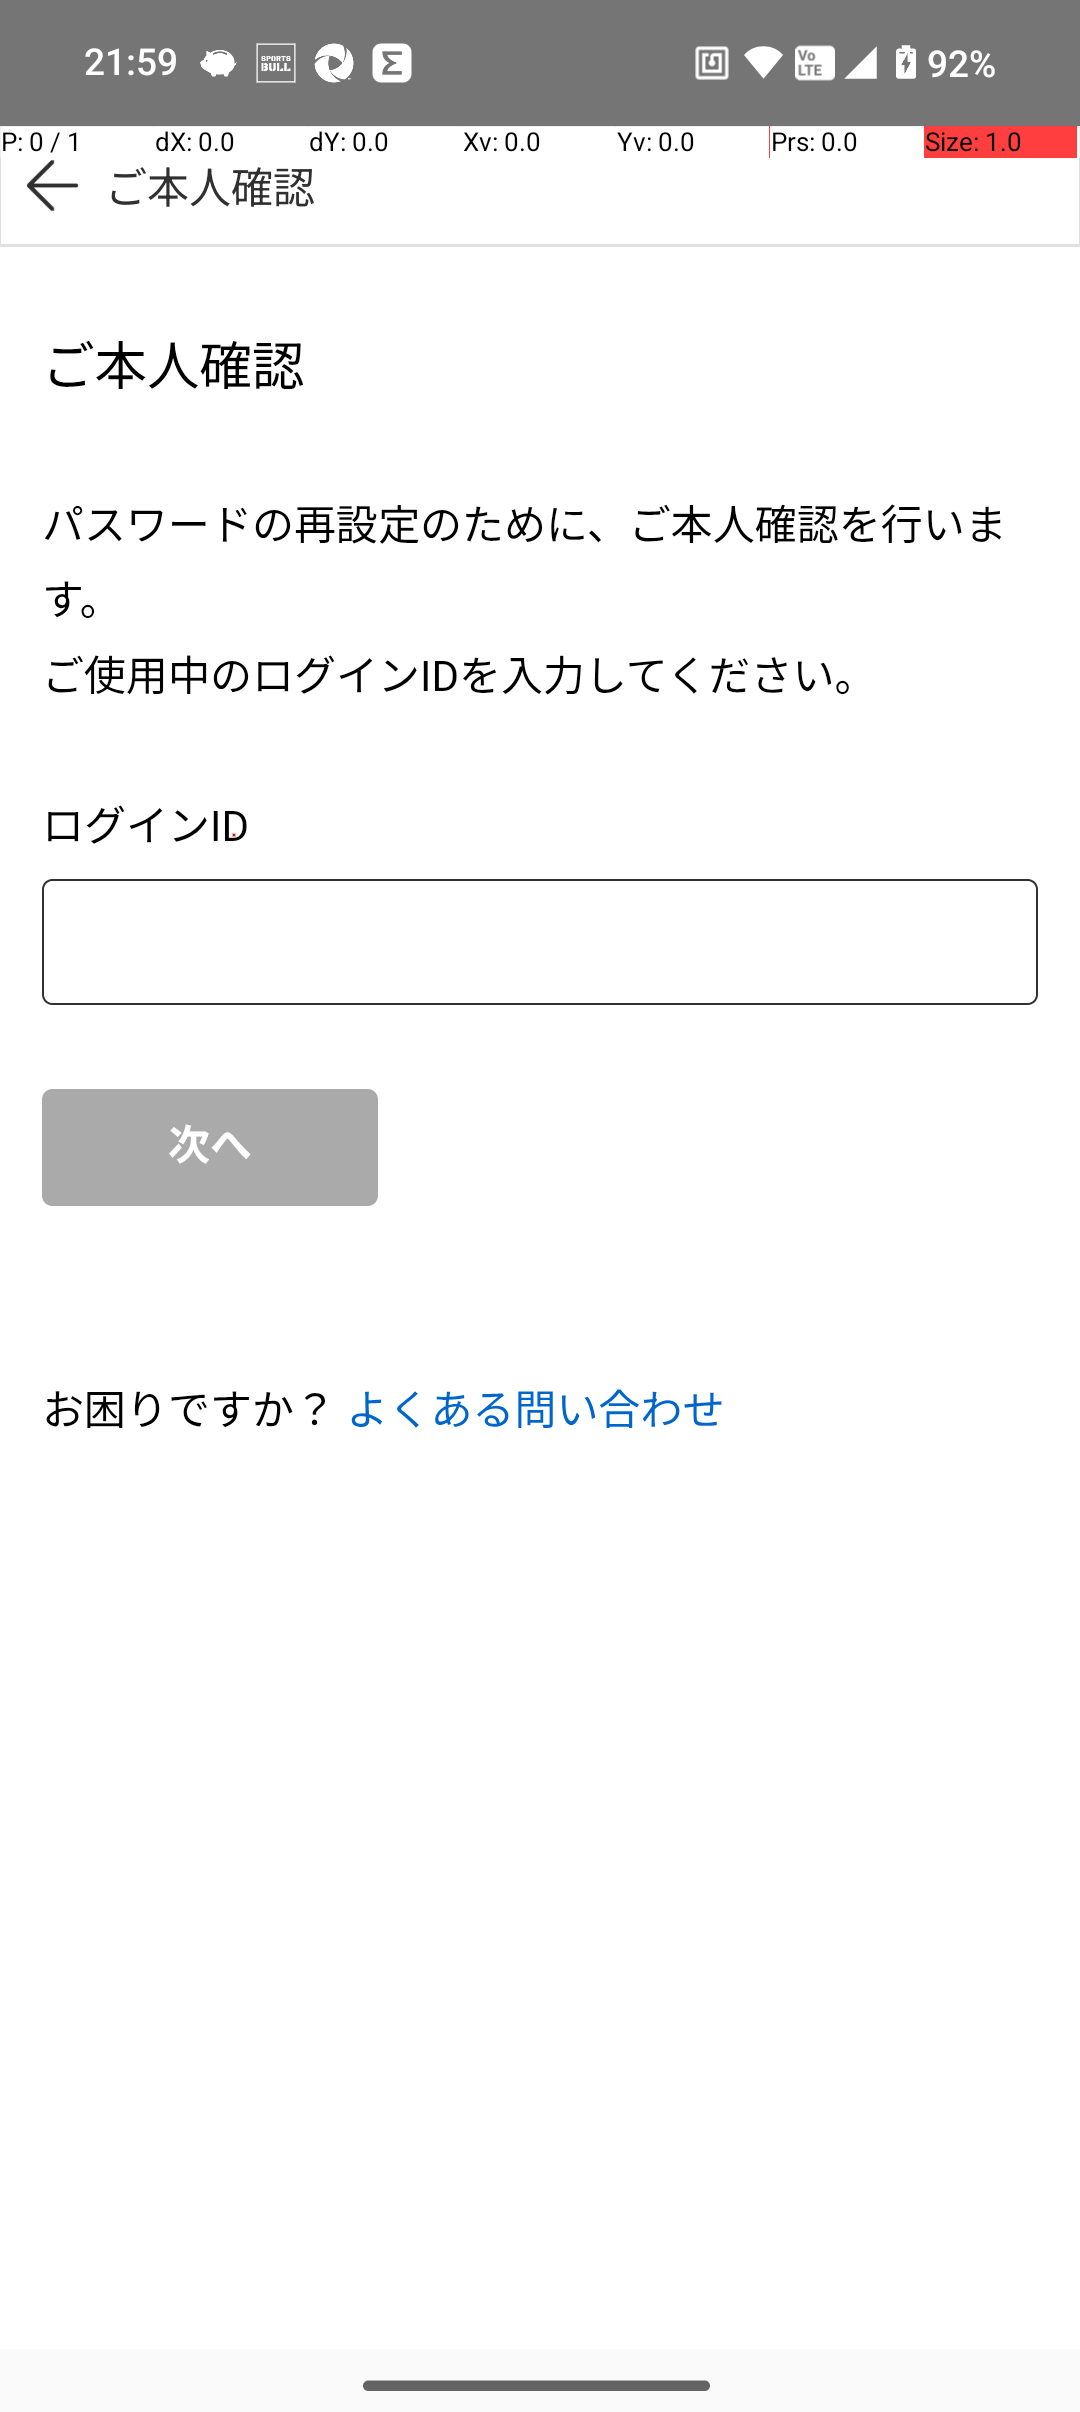 21:59 SPORTS BULL Vo LTE 92%
P: 0 / 1 dX: 0.0 dY: 0.0 Xv: 0.0 Yv: 0.0 Prs: 0.0 Size: 1.0
ご本人確認
ご本人確認
パスワードの再設定のために、ご本人確認を行いま
す。
ご使用中のログインIDを入力してください。
ログインID
次へ
お困りですか？ よくある問い合わせ